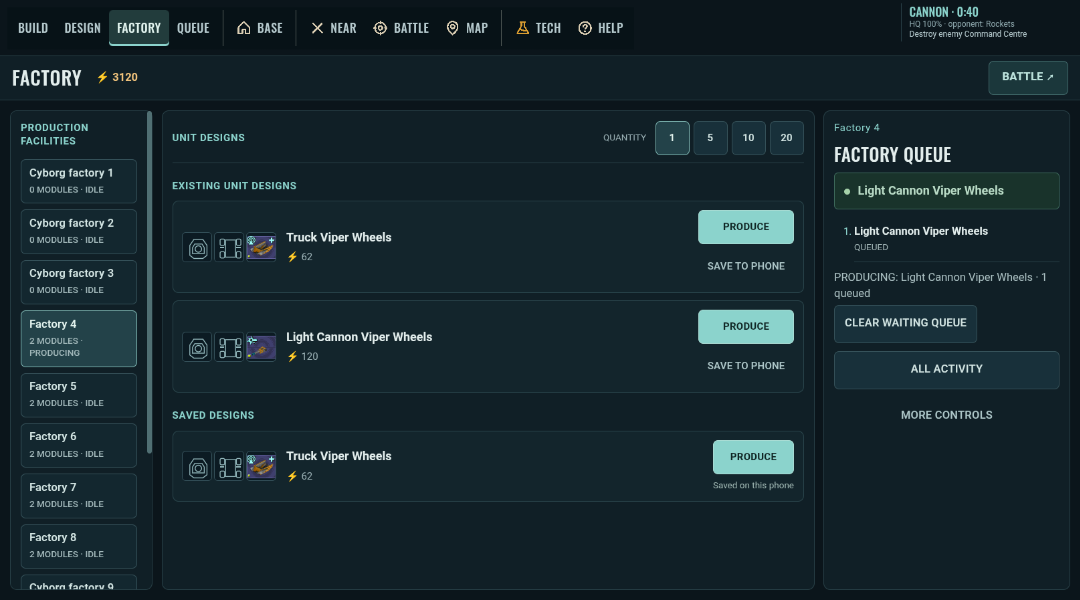 BUILD DESIGN FACTORY QUEUE BASE NEAR BATTLE MAP TECH HELP
CANNON · 0:40
HQ 100% · opponent: Rockets
Destroy enemy Command Centre
FACTORY ⚡ 3120
BATTLE ↗
PRODUCTION
FACILITIES
Cyborg factory 1
0 MODULES · IDLE
Cyborg factory 2
0 MODULES · IDLE
Cyborg factory 3
0 MODULES · IDLE
Factory 4
2 MODULES ·
PRODUCING
Factory 5
2 MODULES · IDLE
Factory 6
2 MODULES · IDLE
Factory 7
2 MODULES · IDLE
Factory 8
2 MODULES · IDLE
Cyborg factory 9
UNIT DESIGNS
QUANTITY 1 5 10 20
EXISTING UNIT DESIGNS
Truck Viper Wheels
⚡ 62
PRODUCE
SAVE TO PHONE
Light Cannon Viper Wheels
⚡ 120
PRODUCE
SAVE TO PHONE
SAVED DESIGNS
Truck Viper Wheels
⚡ 62
PRODUCE
Saved on this phone
Factory 4
FACTORY QUEUE
● Light Cannon Viper Wheels
1. Light Cannon Viper Wheels
QUEUED
PRODUCING: Light Cannon Viper Wheels · 1
queued
CLEAR WAITING QUEUE
ALL ACTIVITY
MORE CONTROLS